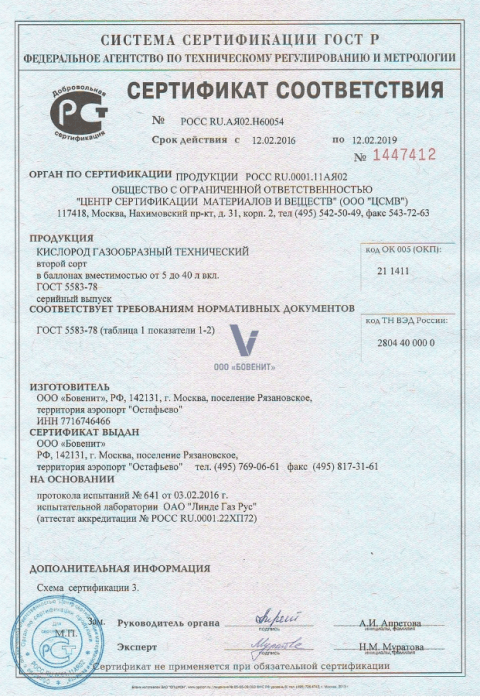 СИСТЕМА СЕРТИФИКАЦИИ ГОСТ Р
ФЕДЕРАЛЬНОЕ АГЕНТСТВО ПО ТЕХНИЧЕСКОМУ РЕГУЛИРОВАНИЮ И МЕТРОЛОГИИ
Добровольная
сертификация
СЕРТИФИКАТ СООТВЕТСТВИЯ
№ РОСС RU.АЯ02.Н60054
Срок действия с 12.02.2016 по 12.02.2019
№ 1447412
ОРГАН ПО СЕРТИФИКАЦИИ ПРОДУКЦИИ РОСС RU.0001.11АЯ02
ОБЩЕСТВО С ОГРАНИЧЕННОЙ ОТВЕТСТВЕННОСТЬЮ
"ЦЕНТР СЕРТИФИКАЦИИ МАТЕРИАЛОВ И ВЕЩЕСТВ" (ООО "ЦСМВ")
117418, Москва, Нахимовский пр-кт, д. 31, корп. 2, тел (495) 542-50-49, факс 543-72-63
ПРОДУКЦИЯ
КИСЛОРОД ГАЗООБРАЗНЫЙ ТЕХНИЧЕСКИЙ
второй сорт
в баллонах вместимостью от 5 до 40 л вкл.
ГОСТ 5583-78
серийный выпуск
код ОК 005 (ОКП):
21 1411
СООТВЕТСТВУЕТ ТРЕБОВАНИЯМ НОРМАТИВНЫХ ДОКУМЕНТОВ
ГОСТ 5583-78 (таблица 1 показатели 1-2)
код ТН ВЭД России:
2804 40 000 0
ООО «БОВЕНИТ»
ИЗГОТОВИТЕЛЬ
ООО «Бовенит», РФ, 142131, г. Москва, поселение Рязановское,
территория аэропорт "Остафьево"
ИНН 7716746466
СЕРТИФИКАТ ВЫДАН
ООО «Бовенит»
РФ, 142131, г. Москва, поселение Рязановское,
территория аэропорт "Остафьево" тел. (495) 769-06-61 факс (495) 817-31-61
НА ОСНОВАНИИ
протокола испытаний № 641 от 03.02.2016 г.
испытательной лаборатории ОАО "Линде Газ Рус"
(аттестат аккредитации № РОСС RU.0001.22ХП72)
ДОПОЛНИТЕЛЬНАЯ ИНФОРМАЦИЯ
Схема сертификации 3.
Зам. Руководитель органа
подпись
А.И. Апретова
инициалы, фамилия
М.П.
Эксперт
подпись
Н.М. Муратова
инициалы, фамилия
Сертификат не применяется при обязательной сертификации